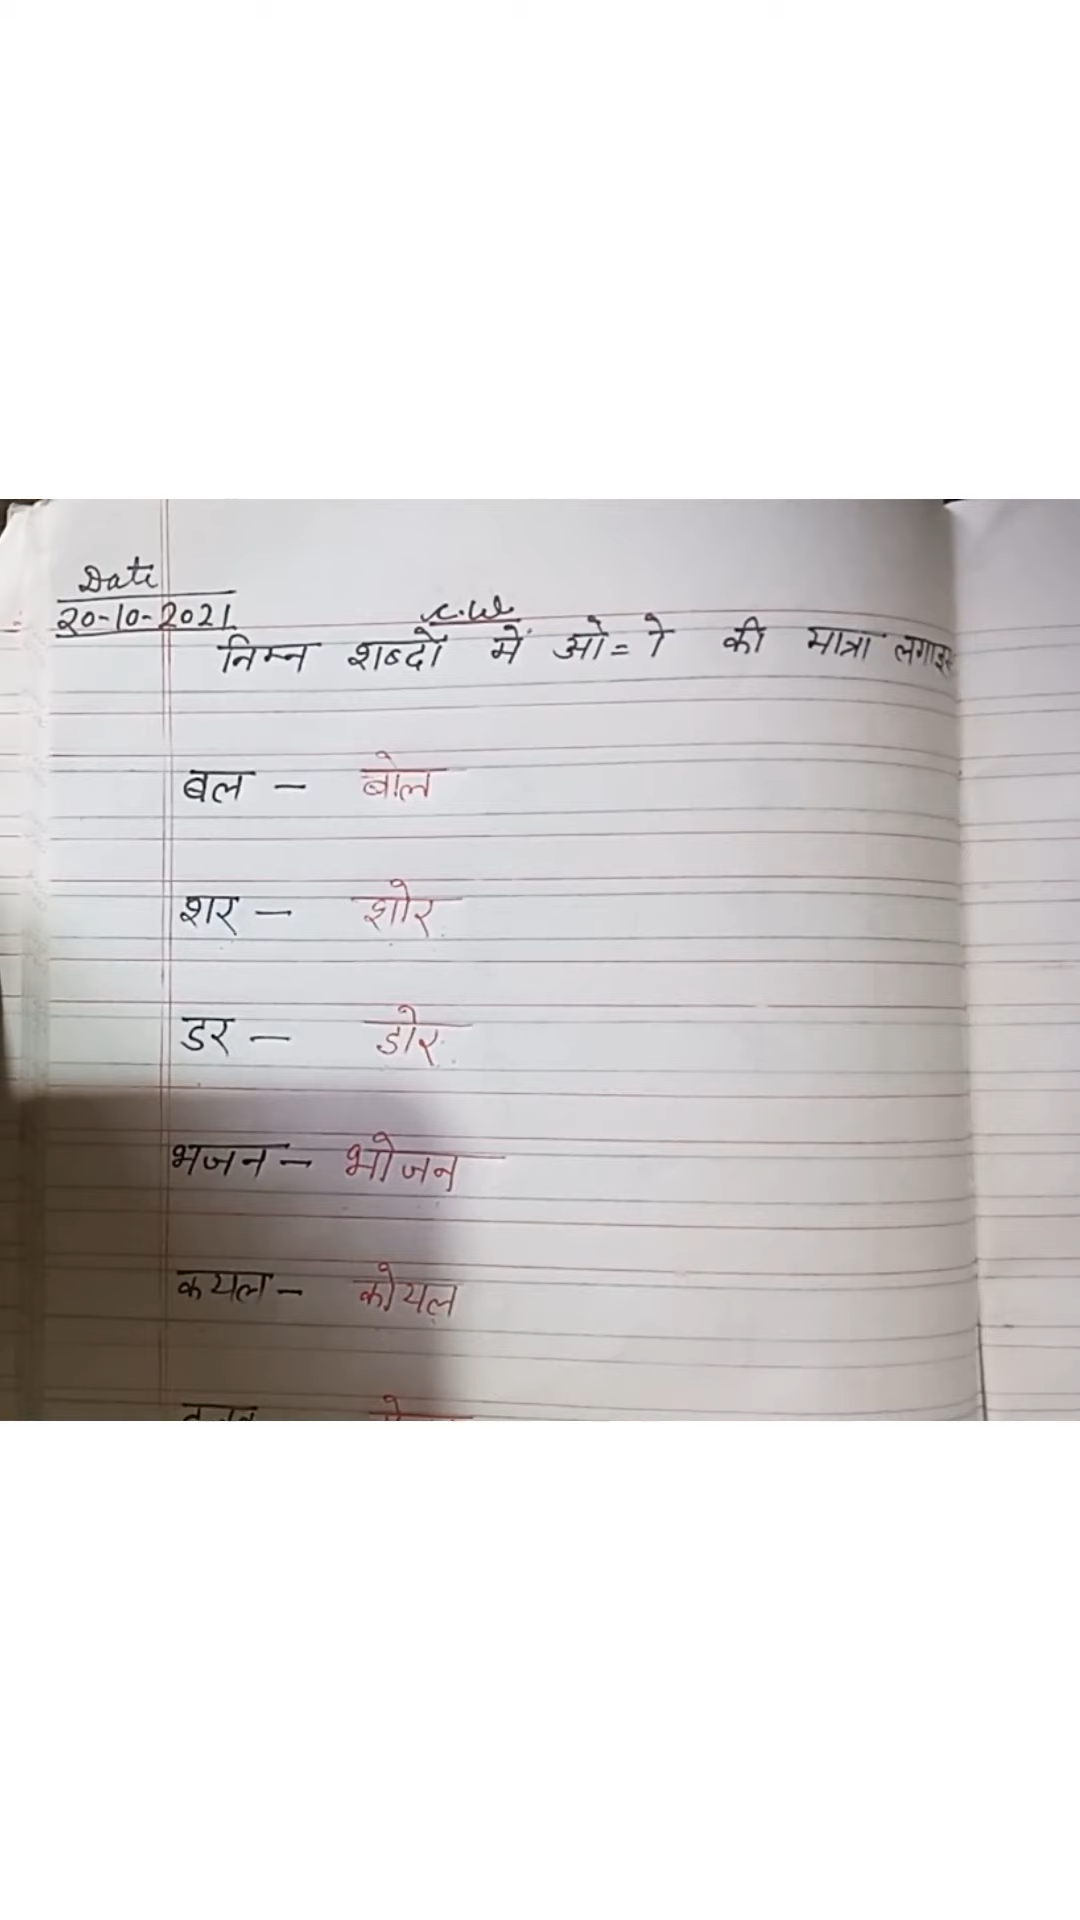 Date
20-10-2021
C.W.
निम्न शब्दों में ओ = ो की मात्रा लगाइए
बल - बोल
शर - शोर
डर - डोर
भजन - भोजन
कयल - कोयल